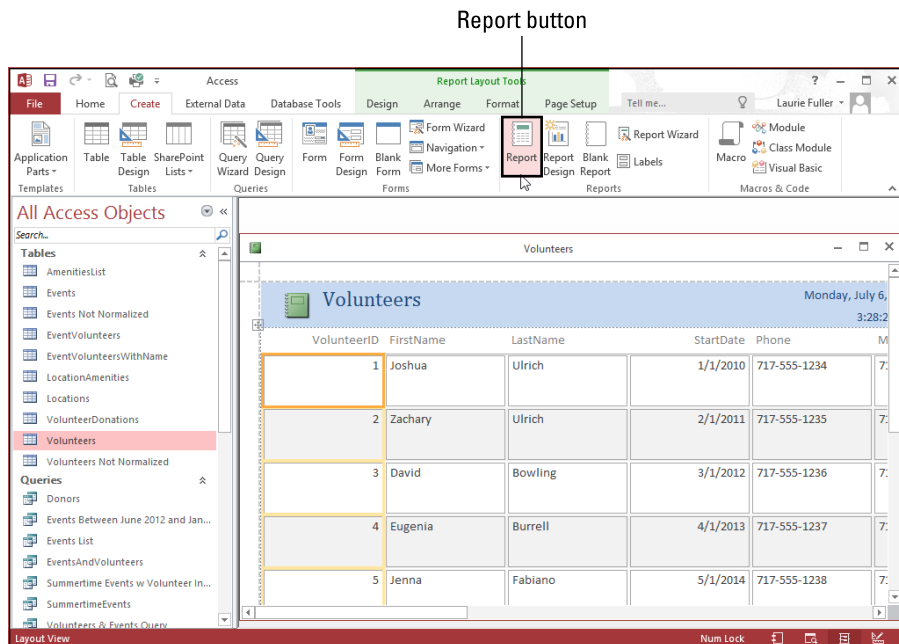 Report button
Access
Report Layout Tools
? 
File Home Create External Data Database Tools Design Arrange Format Page Setup Tell me... Laurie Fuller
Application Parts
Table
Table Design
SharePoint Lists
Query Wizard
Query Design
Form
Form Design
Blank Form
Form Wizard
Navigation
More Forms
Report
Report Design
Blank Report
Report Wizard
Labels
Macro
Module
Class Module
Visual Basic
Templates Tables Queries Forms Reports Macros & Code
All Access Objects «
Search...
Tables
AmenitiesList
Events
Events Not Normalized
EventVolunteers
EventVolunteersWithName
LocationAmenities
Locations
VolunteerDonations
Volunteers
Volunteers Not Normalized
Queries
Donors
Events Between June 2012 and Jan...
Events List
EventsAndVolunteers
Summertime Events w Volunteer In...
SummertimeEvents
Volunteers & Events Query
Volunteers
Volunteers
Monday, July 6,
3:28:2
VolunteerID FirstName LastName StartDate Phone M
1 Joshua Ulrich 1/1/2010 717-555-1234 7
2 Zachary Ulrich 2/1/2011 717-555-1235 7
3 David Bowling 3/1/2012 717-555-1236 7
4 Eugenia Burrell 4/1/2013 717-555-1237 7
5 Jenna Fabiano 5/1/2014 717-555-1238 7
Layout View Num Lock